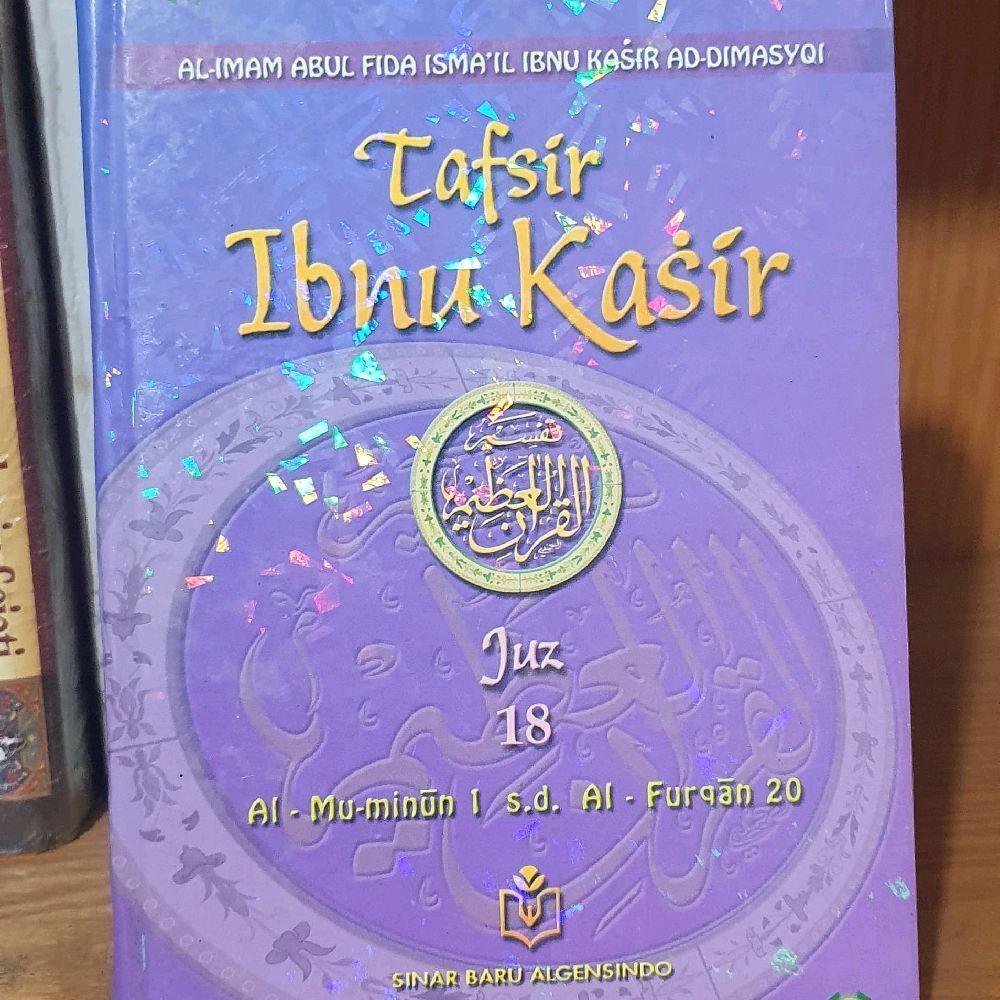 AL-IMAM ABUL FIDA ISMA'IL IBNU KAṠIR AD-DIMASYQI
Tafsir
Ibnu Kaṡir
تفسير
القرآن العظيم
Juz
18
Al - Mu-minūn 1 s.d. Al - Furqān 20
SINAR BARU ALGENSINDO